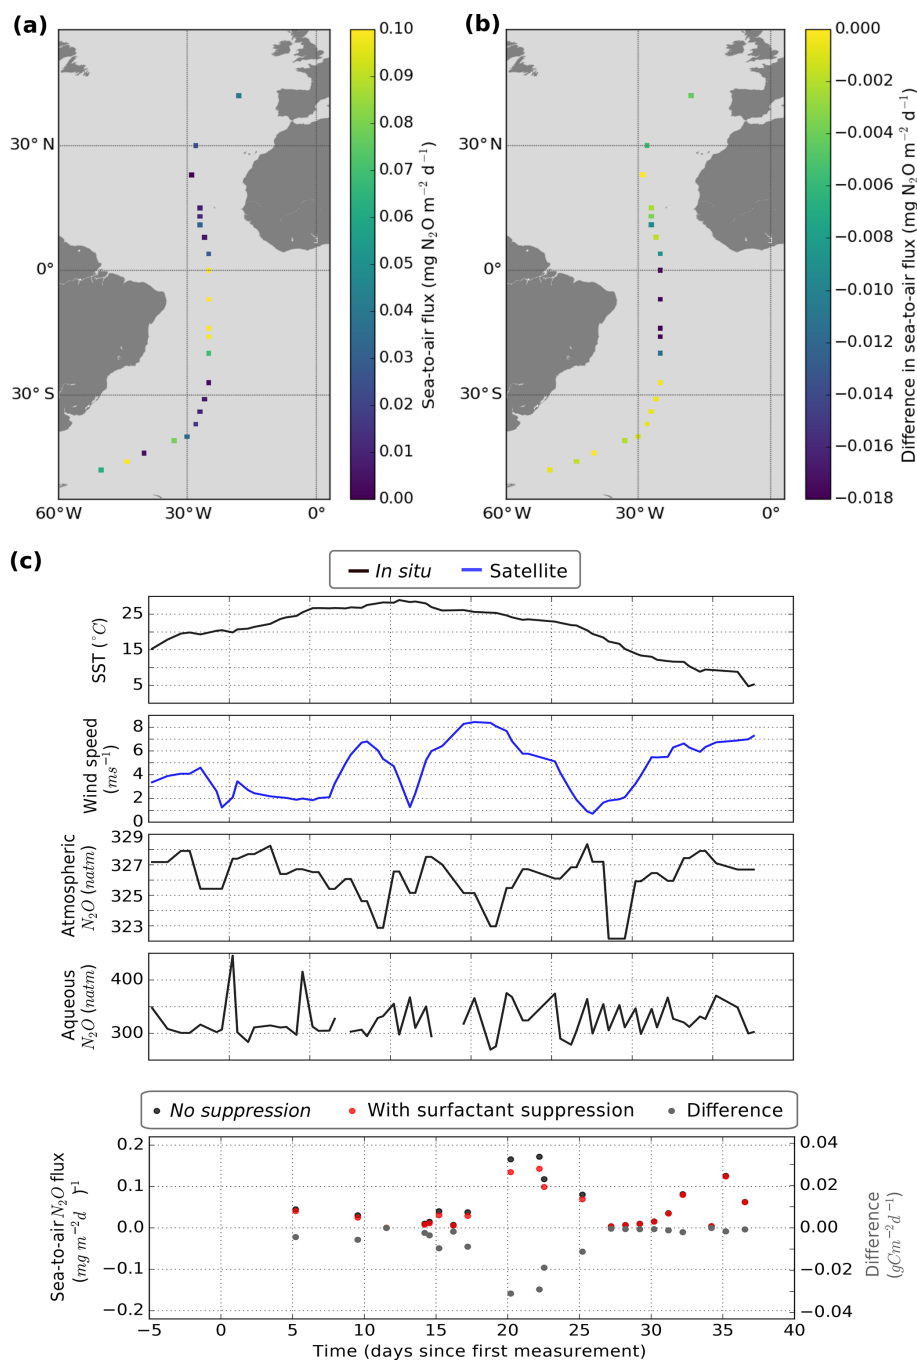 (a)
(b)
30° N
0°
30° S
60°W
30°W
0°
0.10
0.09
0.08
0.07
0.06
0.05
0.04
0.03
0.02
0.01
0.00
Sea-to-air flux (mg N₂O m⁻² d⁻¹)
60°W
30°W
0°
0.000
−0.002
−0.004
−0.006
−0.008
−0.010
−0.012
−0.014
−0.016
−0.018
Difference in sea-to-air flux (mg N₂O m⁻² d⁻¹)
(c)
In situ
Satellite
SST (°C)
25
15
5
Wind speed
(ms⁻¹)
8
6
4
2
0
Atmospheric
N₂O (natm)
329
327
325
323
Aqueous
N₂O (natm)
400
300
No suppression
With surfactant suppression
Difference
Sea-to-air N₂O flux
(mg m⁻²d )⁻¹
0.2
0.1
0.0
−0.1
−0.2
0.04
0.02
0.00
−0.02
−0.04
Difference
(gCm⁻²d⁻¹)
−5
0
5
10
15
20
25
30
35
40
Time (days since first measurement)